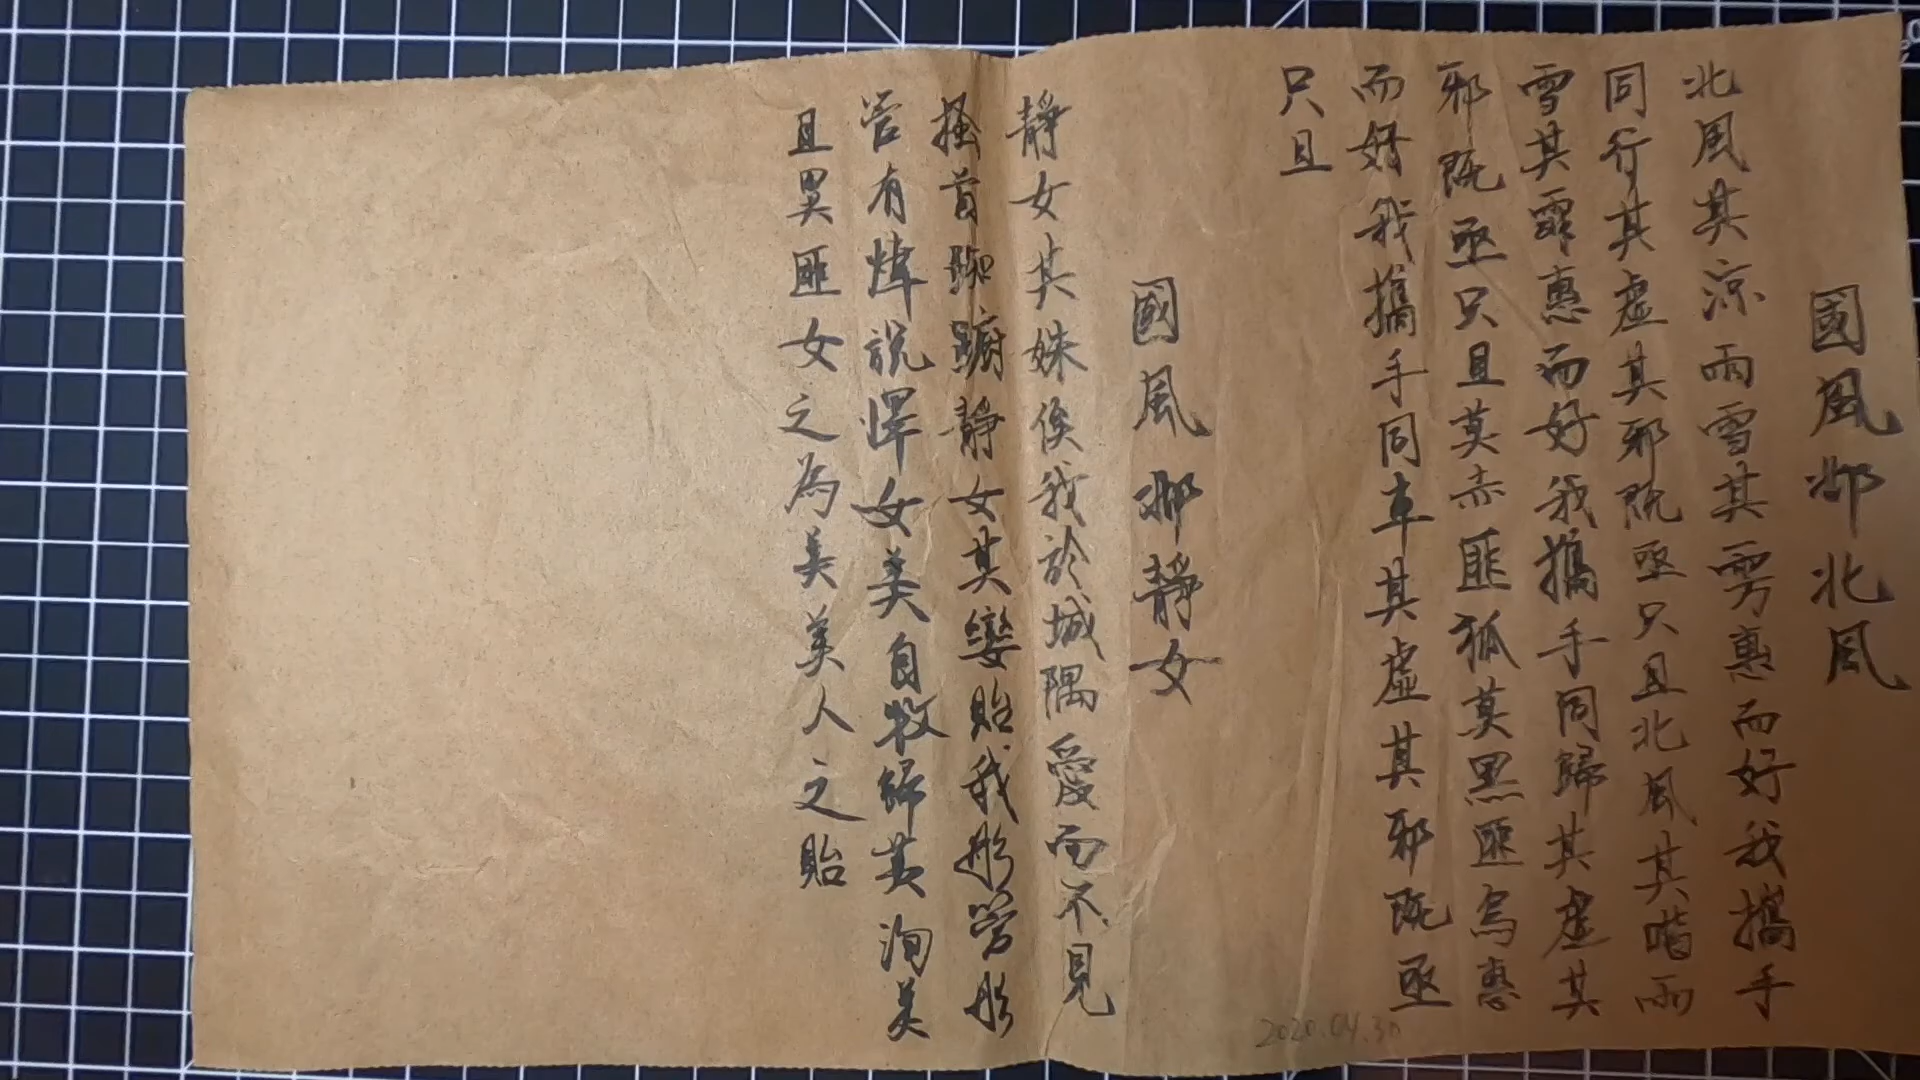 國風邶北風
北風其涼雨雪其雱惠而好我攜手
同行其虛其邪既亟只且北風其喈雨
雪其霏惠而好我攜手同歸其虛其
邪既亟只且莫赤匪狐莫黑匪烏惠
而好我攜手同車其虛其邪既亟
只且
國風邶靜女
靜女其姝俟我於城隅愛而不見
搔首踟躕靜女其孌貽我彤管彤
管有煒說懌女美自牧歸荑洵美
且異匪女之為美美人之貽
2020.04.30